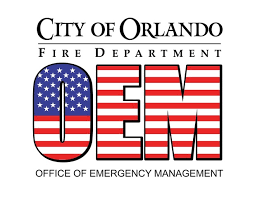 CITY OF ORLANDO
FIRE DEPARTMENT
OEM
OFFICE OF EMERGENCY MANAGEMENT